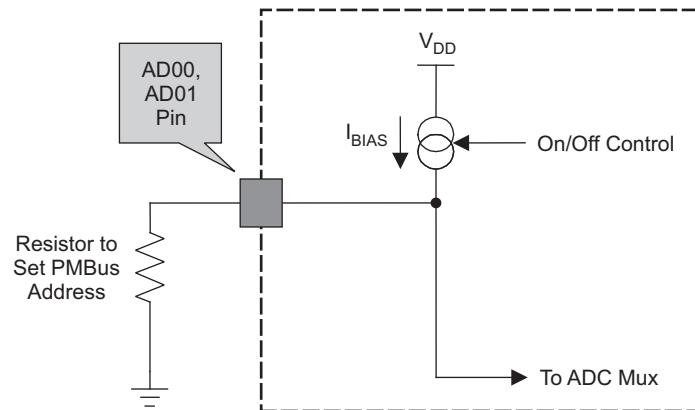 AD00,
AD01
Pin
V_DD
I_BIAS
On/Off Control
Resistor to
Set PMBus
Address
To ADC Mux